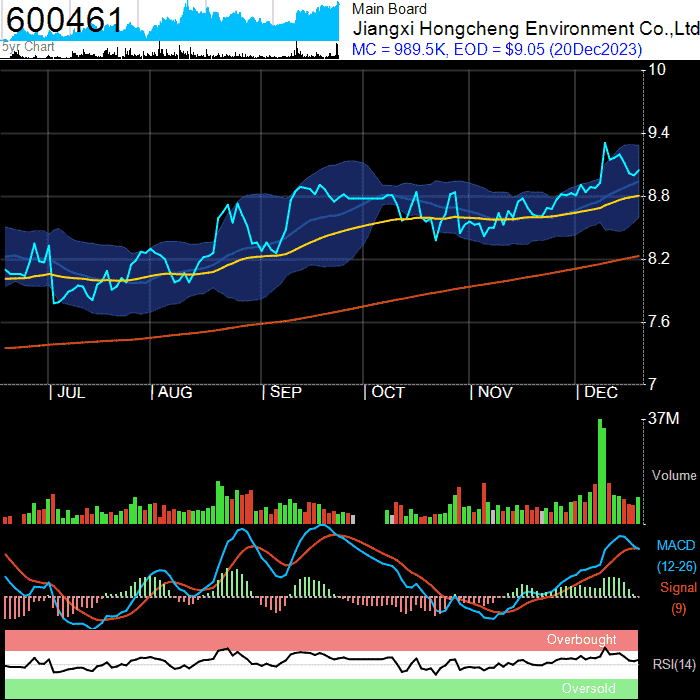 600461
5yr Chart
Main Board
Jiangxi Hongcheng Environment Co.,Ltd
MC = 989.5K, EOD = $9.05 (20Dec2023)
10
9.4
8.8
8.2
7.6
7
| JUL | AUG | SEP | OCT | NOV | DEC
37M
Volume
MACD
(12-26)
Signal
(9)
Overbought
RSI(14)
Oversold